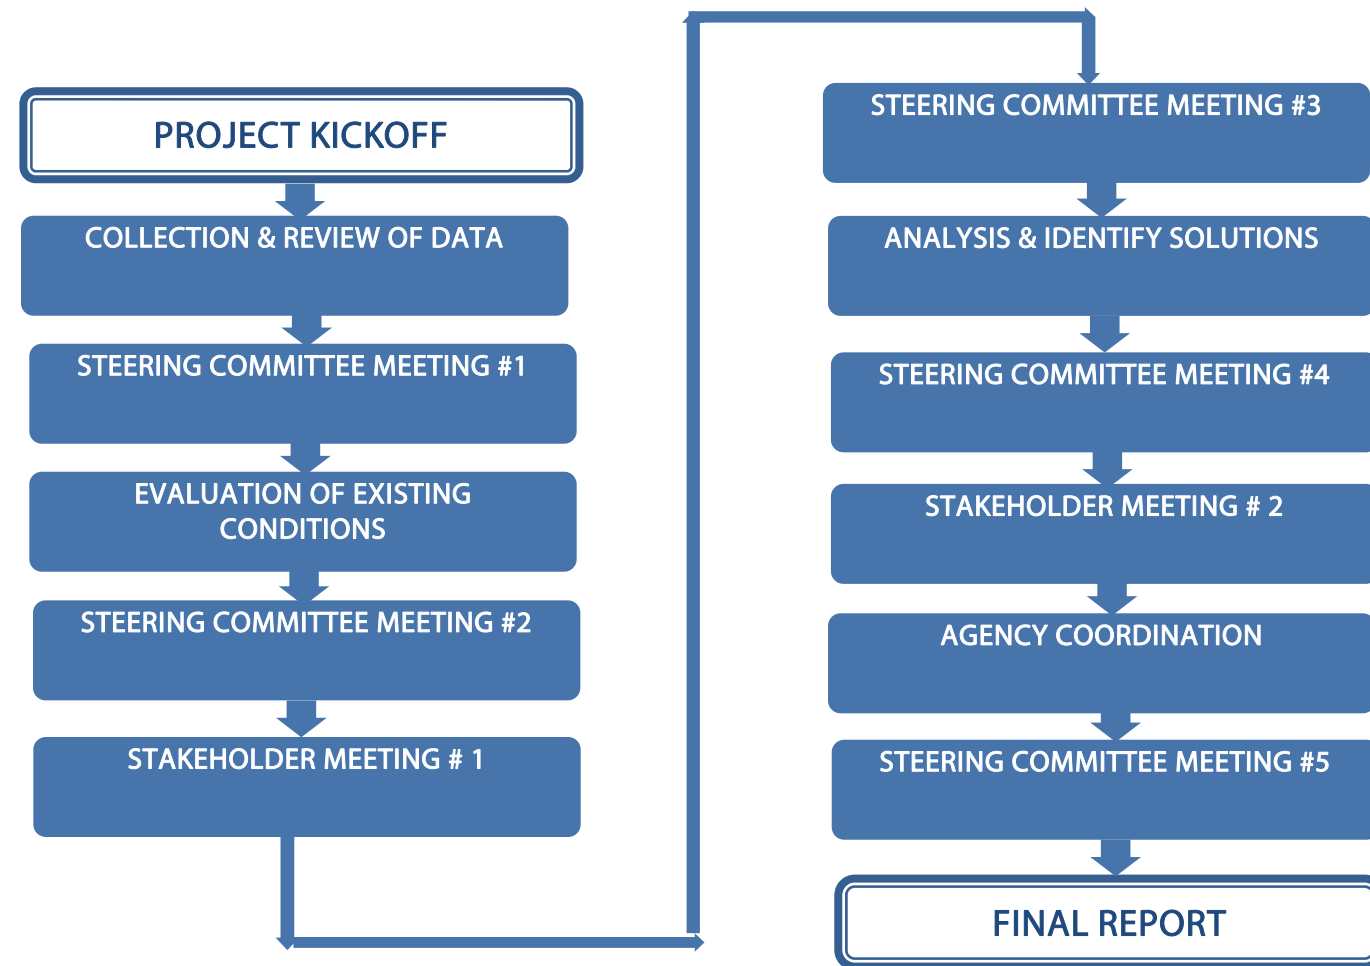 PROJECT KICKOFF
COLLECTION & REVIEW OF DATA
STEERING COMMITTEE MEETING #1
EVALUATION OF EXISTING
CONDITIONS
STEERING COMMITTEE MEETING #2
STAKEHOLDER MEETING # 1
STEERING COMMITTEE MEETING #3
ANALYSIS & IDENTIFY SOLUTIONS
STEERING COMMITTEE MEETING #4
STAKEHOLDER MEETING # 2
AGENCY COORDINATION
STEERING COMMITTEE MEETING #5
FINAL REPORT